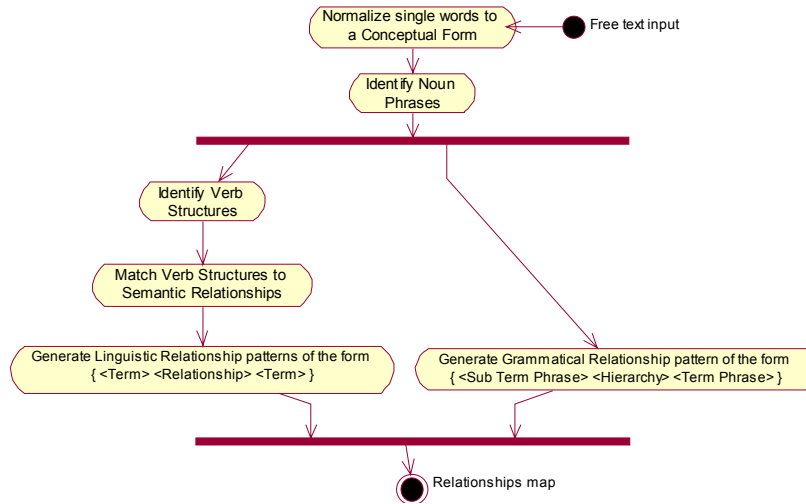 Normalize single words to
a Conceptual Form
Free text input
Identify Noun
Phrases
Identify Verb
Structures
Match Verb Structures to
Semantic Relationships
Generate Linguistic Relationship patterns of the form
{ <Term> <Relationship> <Term> }
Generate Grammatical Relationship pattern of the form
{ <Sub Term Phrase> <Hierarchy> <Term Phrase> }
Relationships map